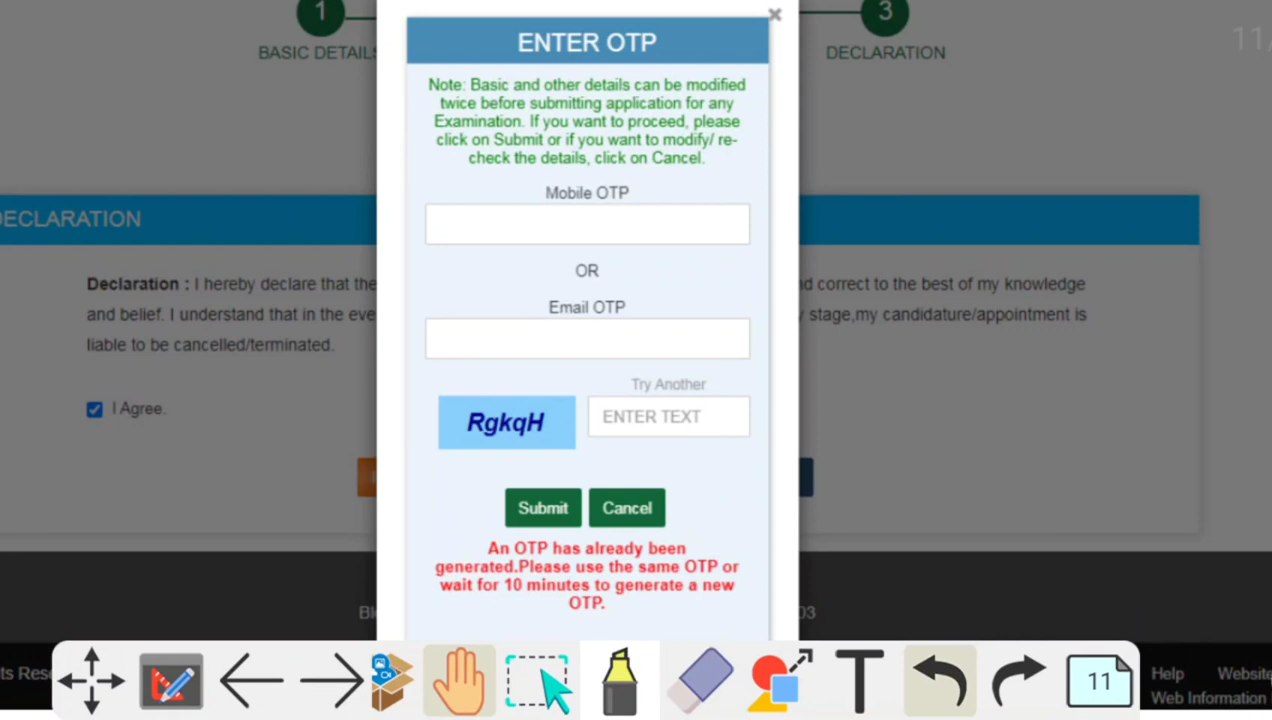 1
3
BASIC DETAILS
DECLARATION
11/
×
ENTER OTP
Note: Basic and other details can be modified
twice before submitting application for any
Examination. If you want to proceed, please
click on Submit or if you want to modify/ re-
check the details, click on Cancel.
Mobile OTP
DECLARATION
OR
Declaration : I hereby declare that the
d correct to the best of my knowledge
Email OTP
and belief. I understand that in the eve
stage,my candidature/appointment is
liable to be cancelled/terminated.
Try Another
I Agree.
RgkqH
ENTER TEXT
Submit
Cancel
An OTP has already been
generated.Please use the same OTP or
wait for 10 minutes to generate a new
OTP.
Bl
03
ts Res
Help
Website
Web Information
T
11